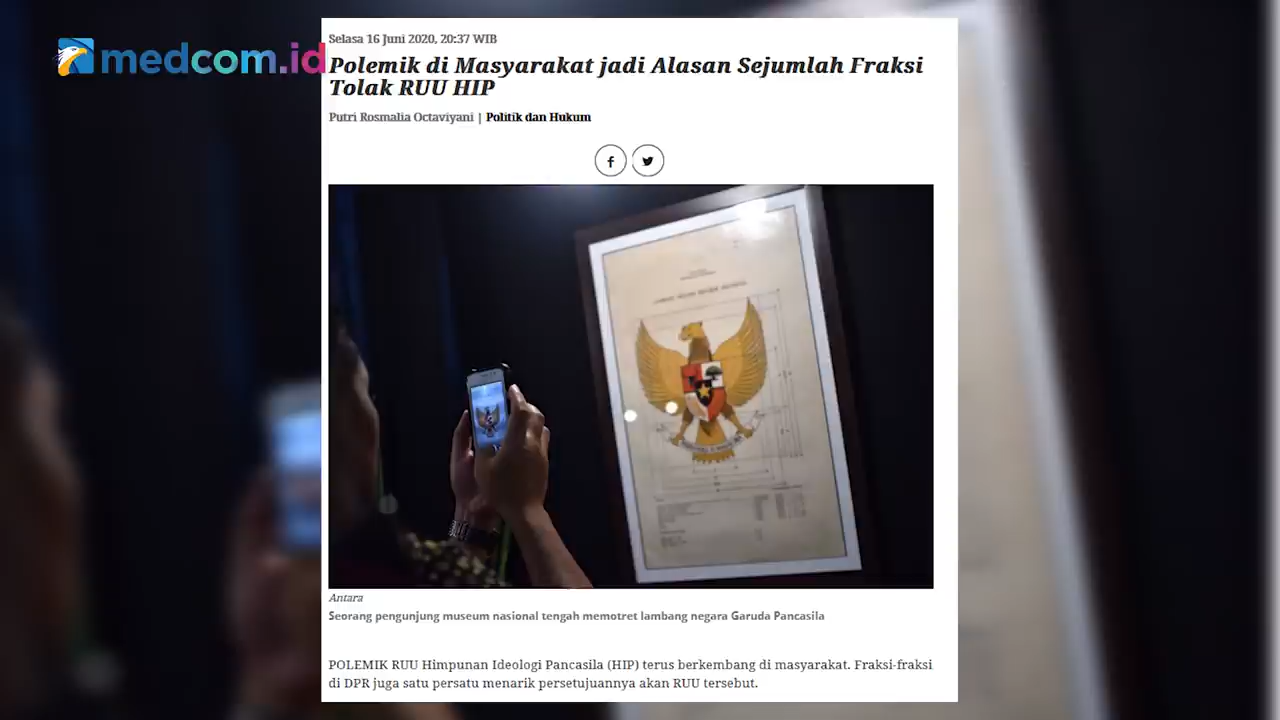 medcom.id
Selasa 16 Juni 2020, 20:37 WIB
Polemik di Masyarakat jadi Alasan Sejumlah Fraksi
Tolak RUU HIP
Putri Rosmalia Octaviyani | Politik dan Hukum
Antara
Seorang pengunjung museum nasional tengah memotret lambang negara Garuda Pancasila
POLEMIK RUU Himpunan Ideologi Pancasila (HIP) terus berkembang di masyarakat. Fraksi-fraksi
di DPR juga satu persatu menarik persetujuannya akan RUU tersebut.